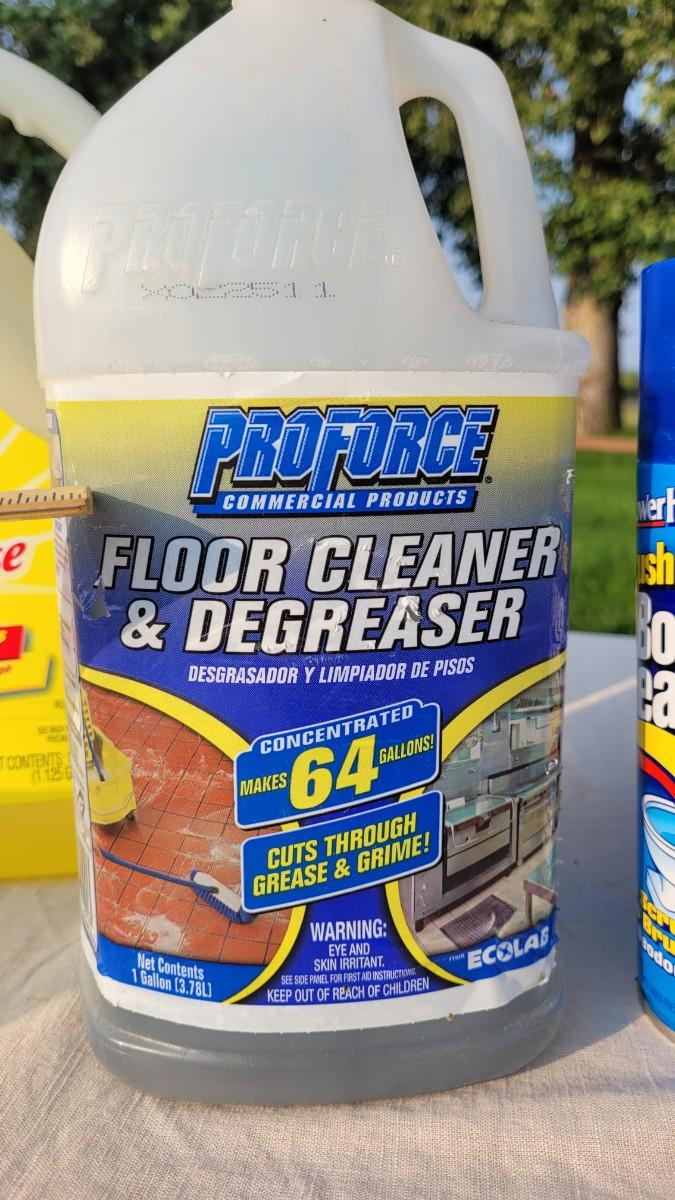 PROFORCE
PROFORCE
COMMERCIAL PRODUCTS
FLOOR CLEANER
& DEGREASER
DESGRASADOR Y LIMPIADOR DE PISOS
CONCENTRATED
MAKES 64 GALLONS!
CUTS THROUGH
GREASE & GRIME!
WARNING:
EYE AND
SKIN IRRITANT.
SEE SIDE PANEL FOR FIRST AID INSTRUCTIONS.
KEEP OUT OF REACH OF CHILDREN
Net Contents
1 Gallon (3.78L)
FROM ECOLAB